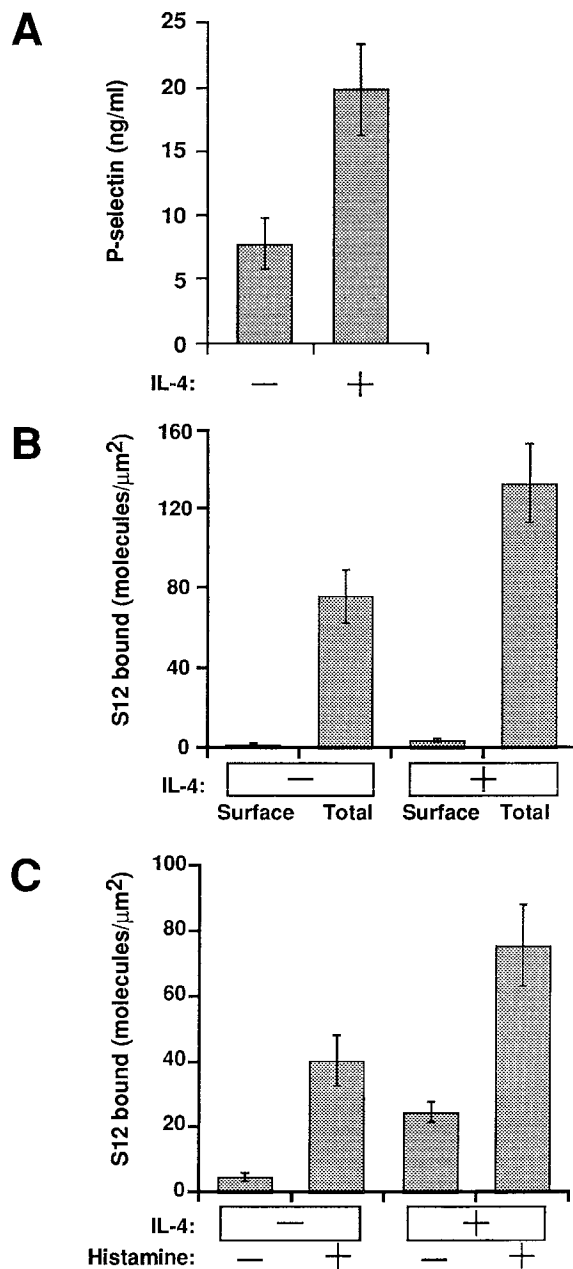 A
P-selectin (ng/ml)
25
20
15
10
5
0
IL-4: — +
B
S12 bound (molecules/µm2)
160
120
80
40
0
IL-4: — +
Surface Total Surface Total
C
S12 bound (molecules/µm2)
100
80
60
40
20
0
IL-4: — +
Histamine: — + — +